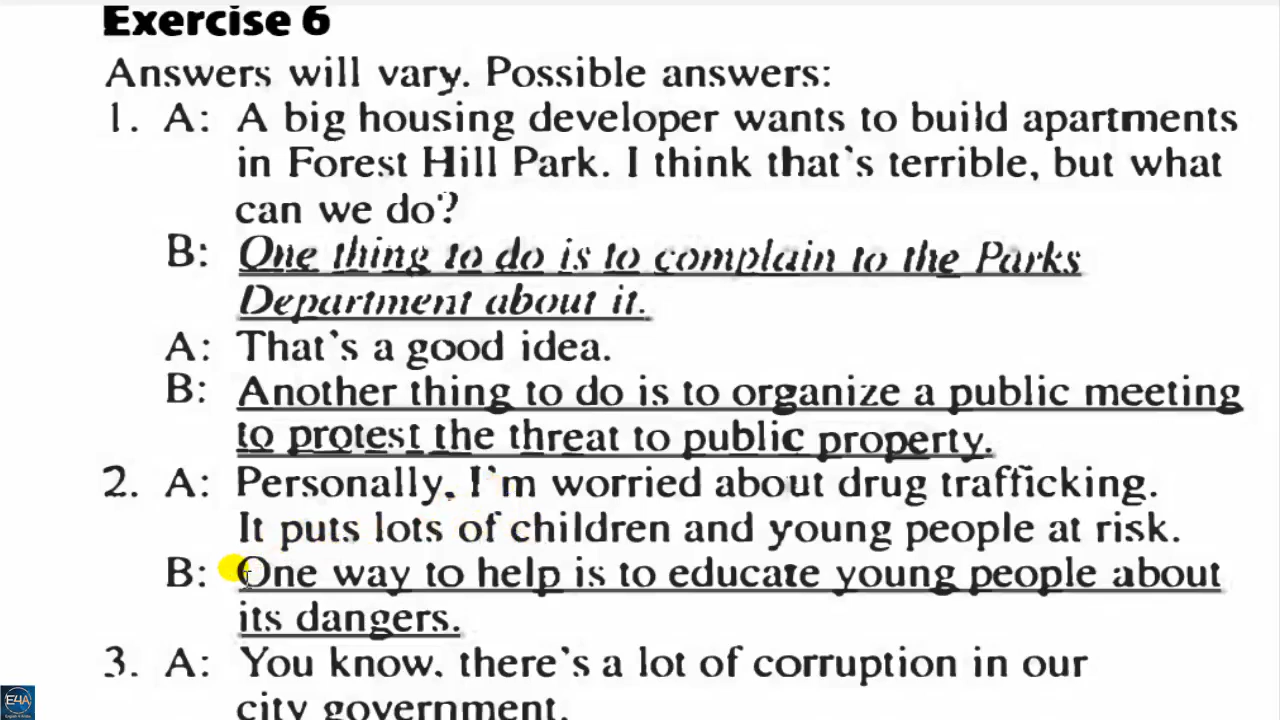 Exercise 6
Answers will vary. Possible answers:
1. A: A big housing developer wants to build apartments
in Forest Hill Park. I think that's terrible, but what
can we do?
B: One thing to do is to complain to the Parks
Department about it.
A: That's a good idea.
B: Another thing to do is to organize a public meeting
to protest the threat to public property.
2. A: Personally, I'm worried about drug trafficking.
It puts lots of children and young people at risk.
B: One way to help is to educate young people about
its dangers.
3. A: You know, there's a lot of corruption in our
city government.
E4A